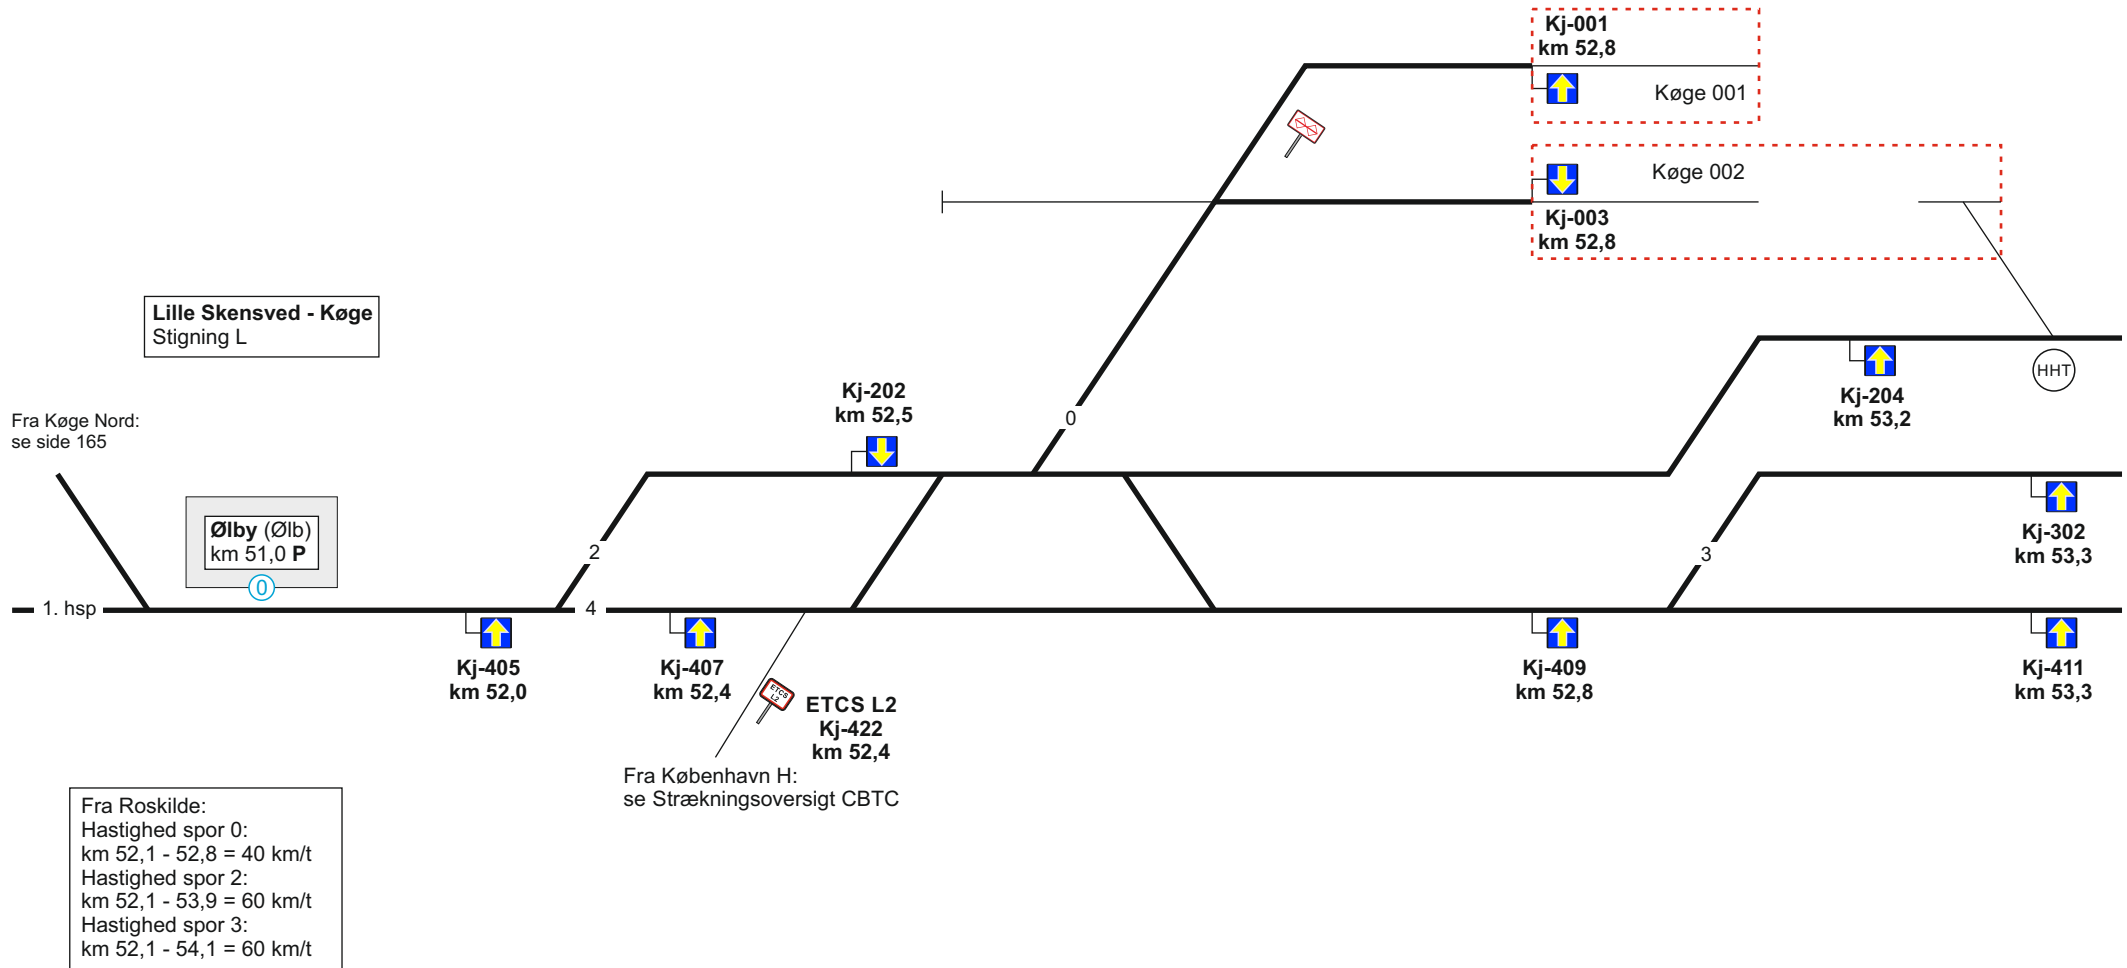 Kj-001
km 52,8
Køge 001
Køge 002
Kj-003
km 52,8
Lille Skensved - Køge
Stigning L
Fra Køge Nord:
se side 165
Kj-202
km 52,5
0
HHT
Kj-204
km 53,2
Ølby (Ølb)
km 51,0 P
0
2
3
Kj-302
km 53,3
1. hsp
4
Kj-405
km 52,0
Kj-407
km 52,4
ETCS
L2
ETCS L2
Kj-422
km 52,4
Kj-409
km 52,8
Kj-411
km 53,3
Fra København H:
se Strækningsoversigt CBTC
Fra Roskilde:
Hastighed spor 0:
km 52,1 - 52,8 = 40 km/t
Hastighed spor 2:
km 52,1 - 53,9 = 60 km/t
Hastighed spor 3:
km 52,1 - 54,1 = 60 km/t